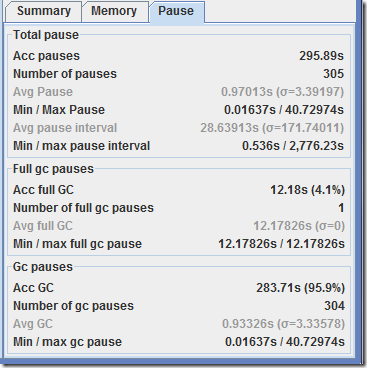 Summary Memory Pause
Total pause
Acc pauses 295.89s
Number of pauses 305
Avg Pause 0.97013s (σ=3.39197)
Min / Max Pause 0.01637s / 40.72974s
Avg pause interval 28.63913s (σ=171.74011)
Min / max pause interval 0.536s / 2,776.23s
Full gc pauses
Acc full GC 12.18s (4.1%)
Number of full gc pauses 1
Avg full GC 12.17826s (σ=0)
Min / max full gc pause 12.17826s / 12.17826s
Gc pauses
Acc GC 283.71s (95.9%)
Number of gc pauses 304
Avg GC 0.93326s (σ=3.33578)
Min / max gc pause 0.01637s / 40.72974s